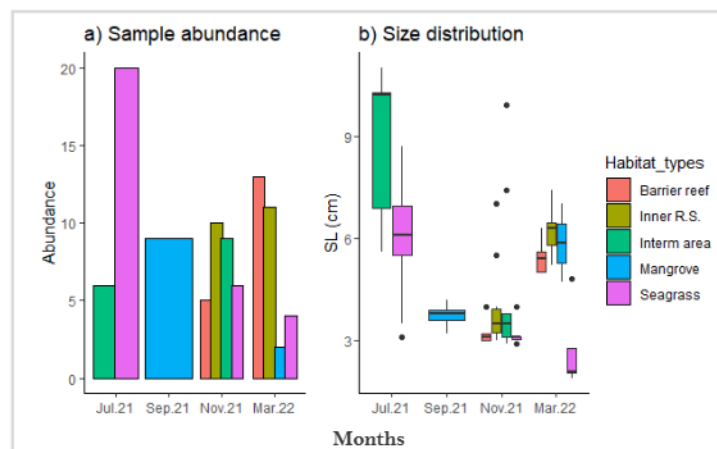 a) Sample abundance
b) Size distribution
Abundance
20
15
10
5
0
Jul.21 Sep.21 Nov.21 Mar.22
SL (cm)
9
6
3
Jul.21 Sep.21 Nov.21 Mar.22
Habitat_types
Barrier reef
Inner R.S.
Interm area
Mangrove
Seagrass
Months